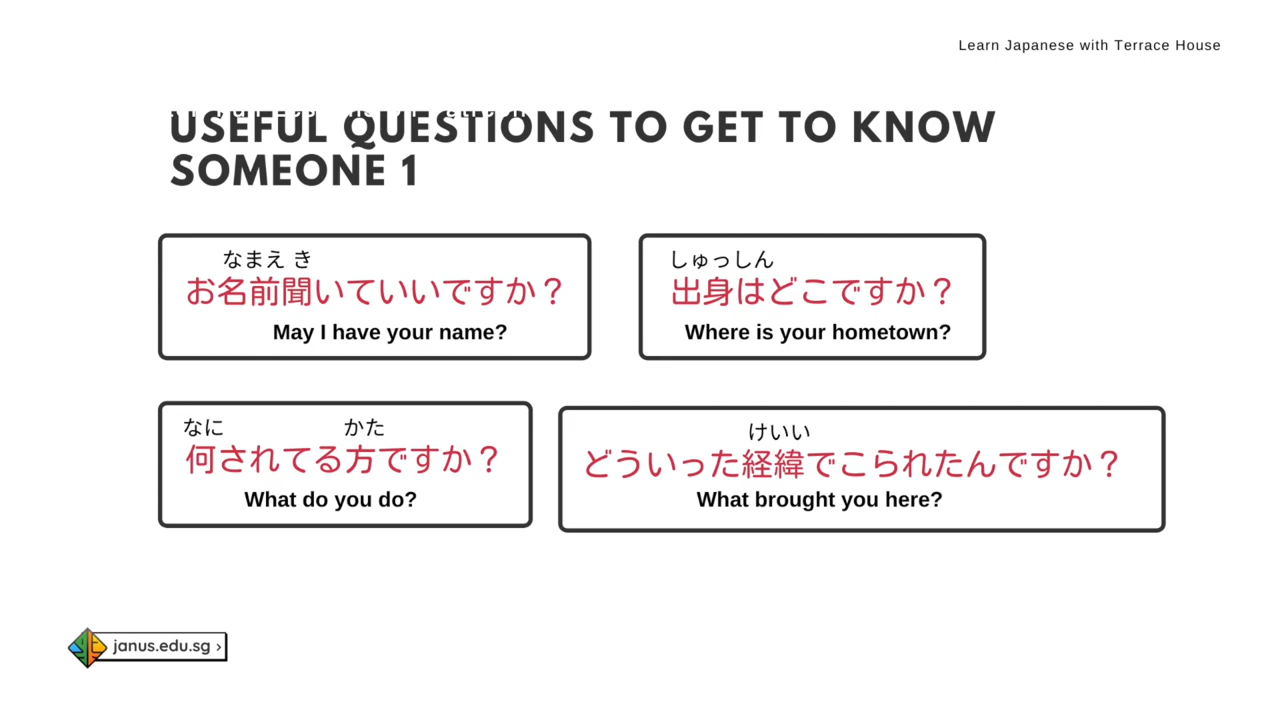 Learn Japanese with Terrace House
USEFUL QUESTIONS TO GET TO KNOW
SOMEONE 1
なまえ き
お名前聞いていいですか？
May I have your name?
しゅっしん
出身はどこですか？
Where is your hometown?
なに かた
何されてる方ですか？
What do you do?
けいい
どういった経緯でこられたんですか？
What brought you here?
janus.edu.sg ›